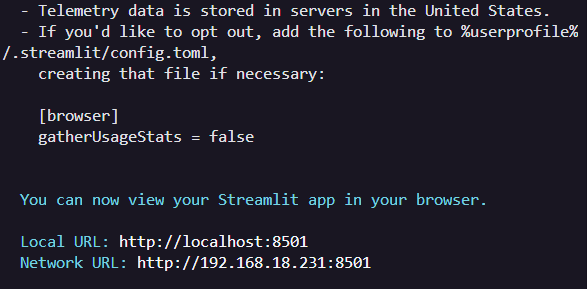 - Telemetry data is stored in servers in the United States.
- If you'd like to opt out, add the following to %userprofile%
/.streamlit/config.toml,
creating that file if necessary:
[browser]
gatherUsageStats = false
You can now view your Streamlit app in your browser.
Local URL: http://localhost:8501
Network URL: http://192.168.18.231:8501